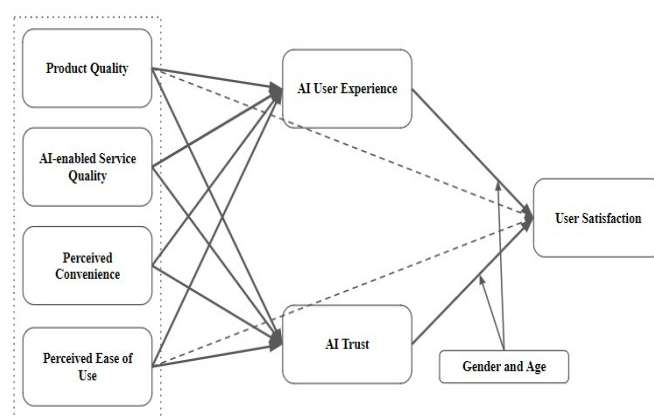 Product Quality
AI-enabled Service
Quality
Perceived
Convenience
Perceived Ease of
Use
AI User Experience
AI Trust
User Satisfaction
Gender and Age